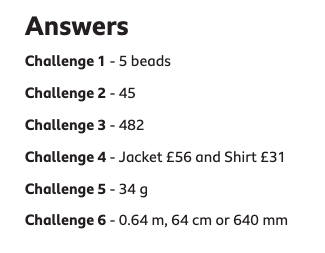 Answers
Challenge 1 - 5 beads
Challenge 2 - 45
Challenge 3 - 482
Challenge 4 - Jacket £56 and Shirt £31
Challenge 5 - 34 g
Challenge 6 - 0.64 m, 64 cm or 640 mm